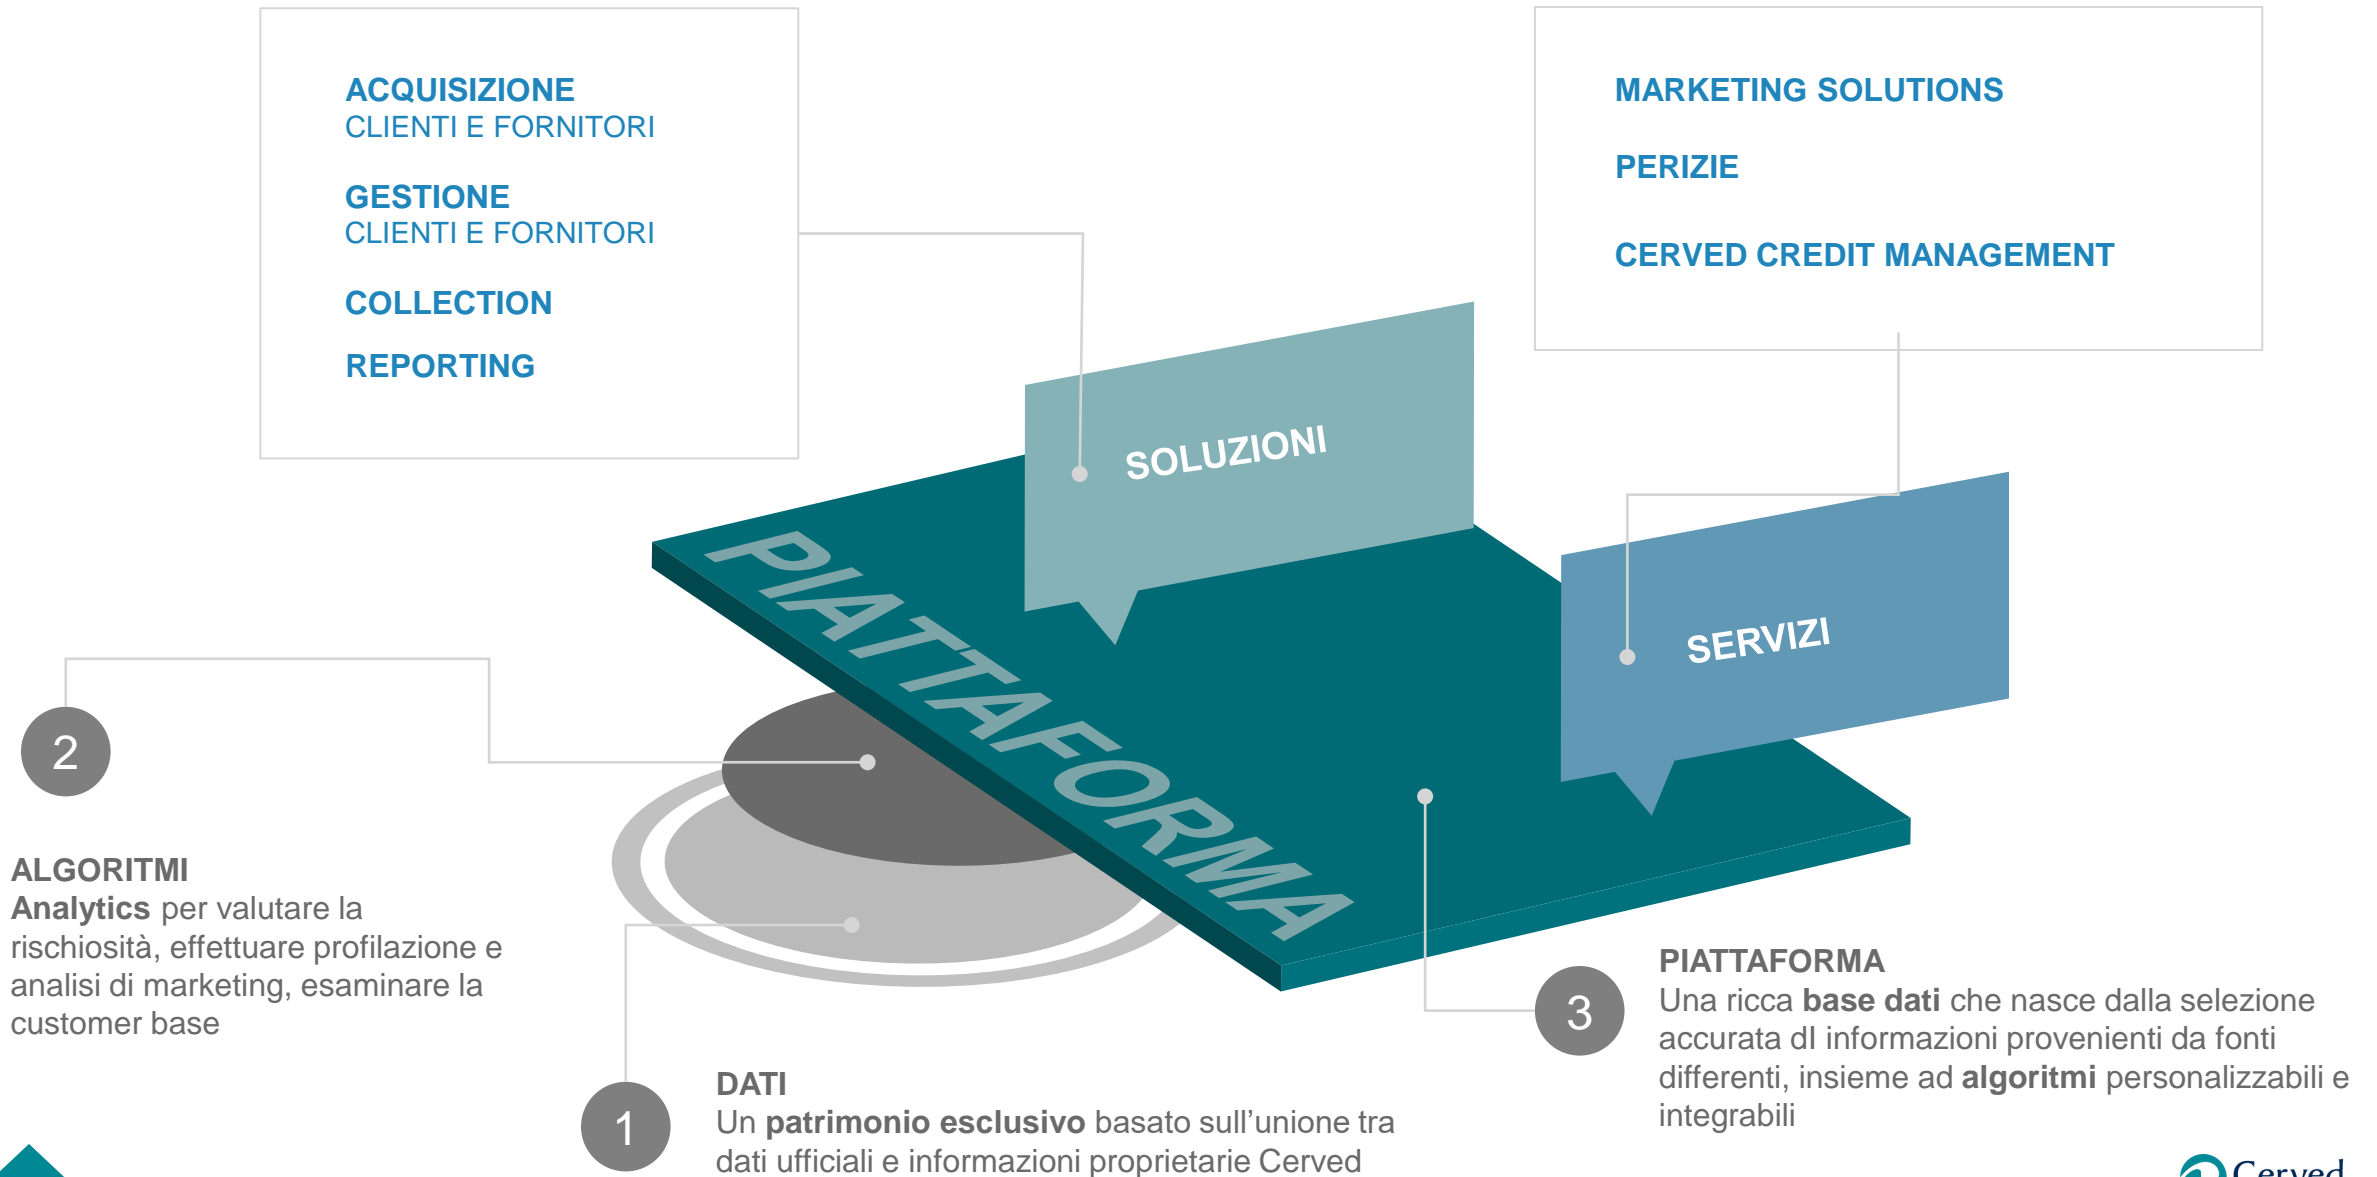 ACQUISIZIONE
CLIENTI E FORNITORI
GESTIONE
CLIENTI E FORNITORI
COLLECTION
REPORTING
MARKETING SOLUTIONS
PERIZIE
CERVED CREDIT MANAGEMENT
SOLUZIONI
SERVIZI
PIATTAFORMA
2
ALGORITMI
Analytics per valutare la
rischiosità, effettuare profilazione e
analisi di marketing, esaminare la
customer base
1
DATI
Un patrimonio esclusivo basato sull’unione tra
dati ufficiali e informazioni proprietarie Cerved
3
PIATTAFORMA
Una ricca base dati che nasce dalla selezione
accurata dI informazioni provenienti da fonti
differenti, insieme ad algoritmi personalizzabili e
integrabili
Cerved